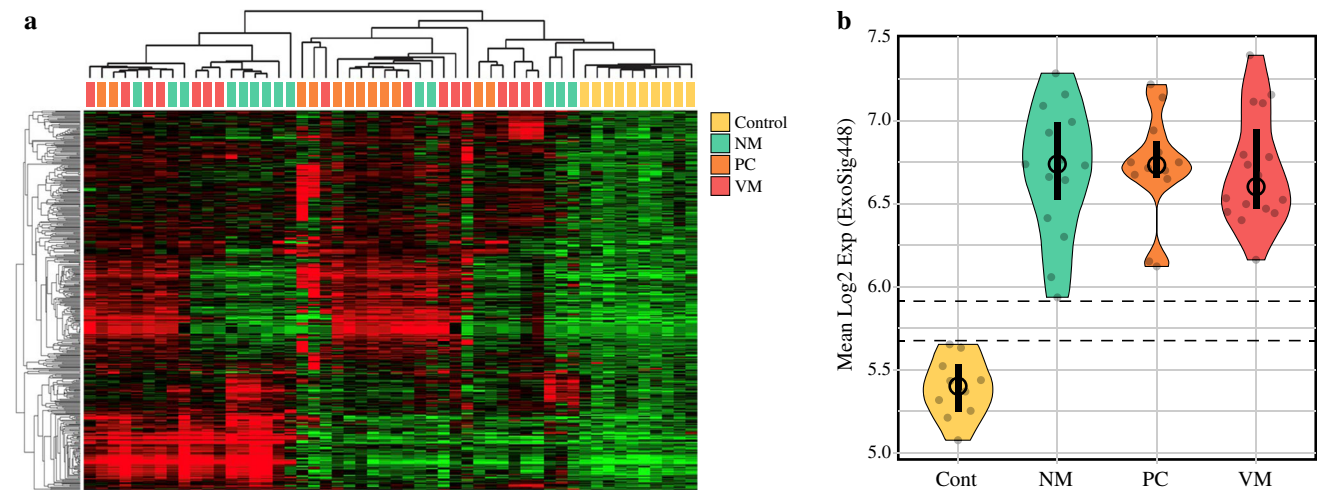 a
Control
NM
PC
VM
b
Mean Log2 Exp (ExoSig448)
7.5
7.0
6.5
6.0
5.5
5.0
Cont NM PC VM